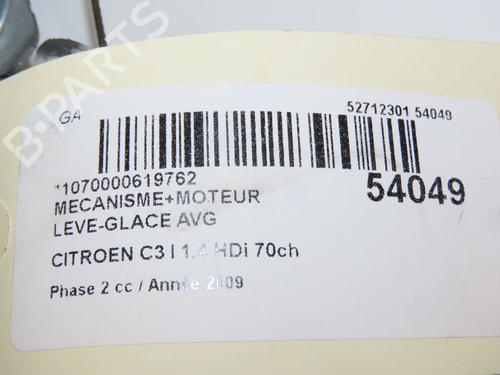 GA
52712301 54049
*1070000619762
54049
MECANISME+MOTEUR
LEVE-GLACE AVG
CITROEN C3 I 1.4 HDi 70ch
Phase 2 cc / Année 2009
B-PARTS